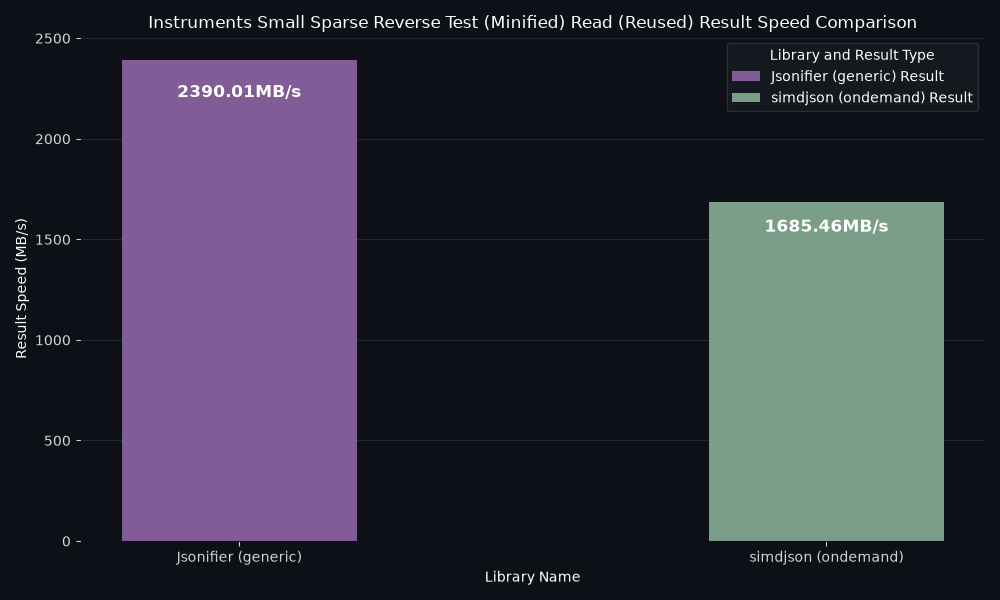 Instruments Small Sparse Reverse Test (Minified) Read (Reused) Result Speed Comparison
Library and Result Type
Jsonifier (generic) Result
simdjson (ondemand) Result
2390.01MB/s
1685.46MB/s
Result Speed (MB/s)
2500
2000
1500
1000
500
0
Jsonifier (generic)
simdjson (ondemand)
Library Name